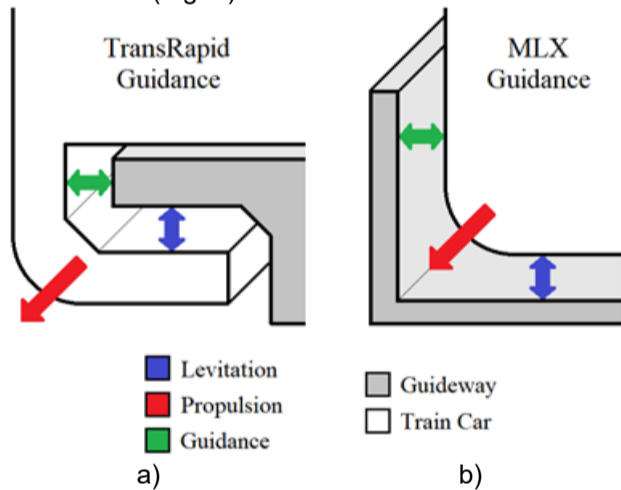 TransRapid
Guidance
MLX
Guidance
Levitation
Propulsion
Guidance
Guideway
Train Car
a)
b)